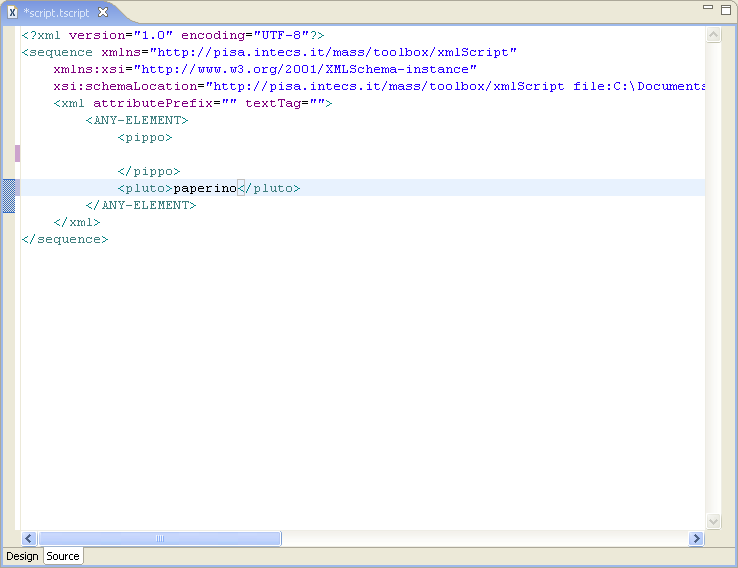 *script.tscript
<?xml version="1.0" encoding="UTF-8"?>
<sequence xmlns="http://pisa.intecs.it/mass/toolbox/xmlScript"
    xmlns:xsi="http://www.w3.org/2001/XMLSchema-instance"
    xsi:schemaLocation="http://pisa.intecs.it/mass/toolbox/xmlScript file:C:\Documents
    <xml attributePrefix="" textTag="">
        <ANY-ELEMENT>
            <pippo>
            </pippo>
            <pluto>paperino</pluto>
        </ANY-ELEMENT>
    </xml>
</sequence>
Design Source